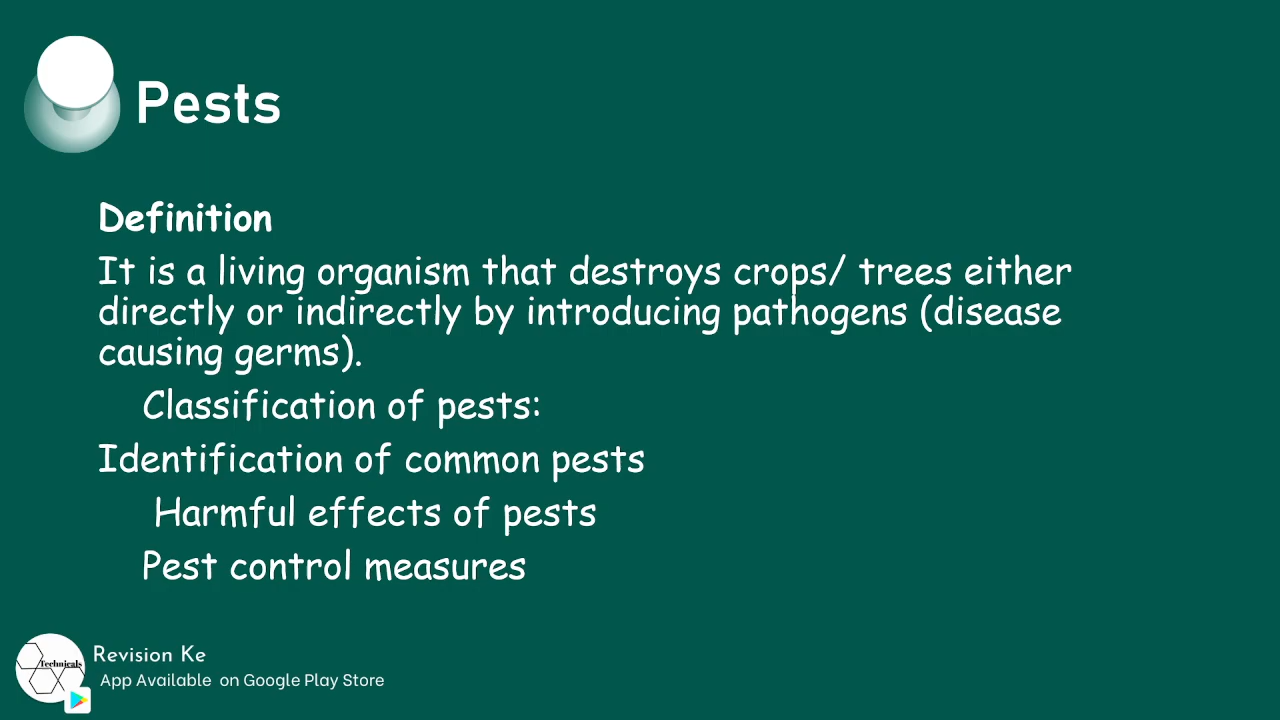 Pests
Definition
It is a living organism that destroys crops/ trees either
directly or indirectly by introducing pathogens (disease
causing germs).
Classification of pests:
Identification of common pests
Harmful effects of pests
Pest control measures
Technicals
Revision Ke
App Available on Google Play Store